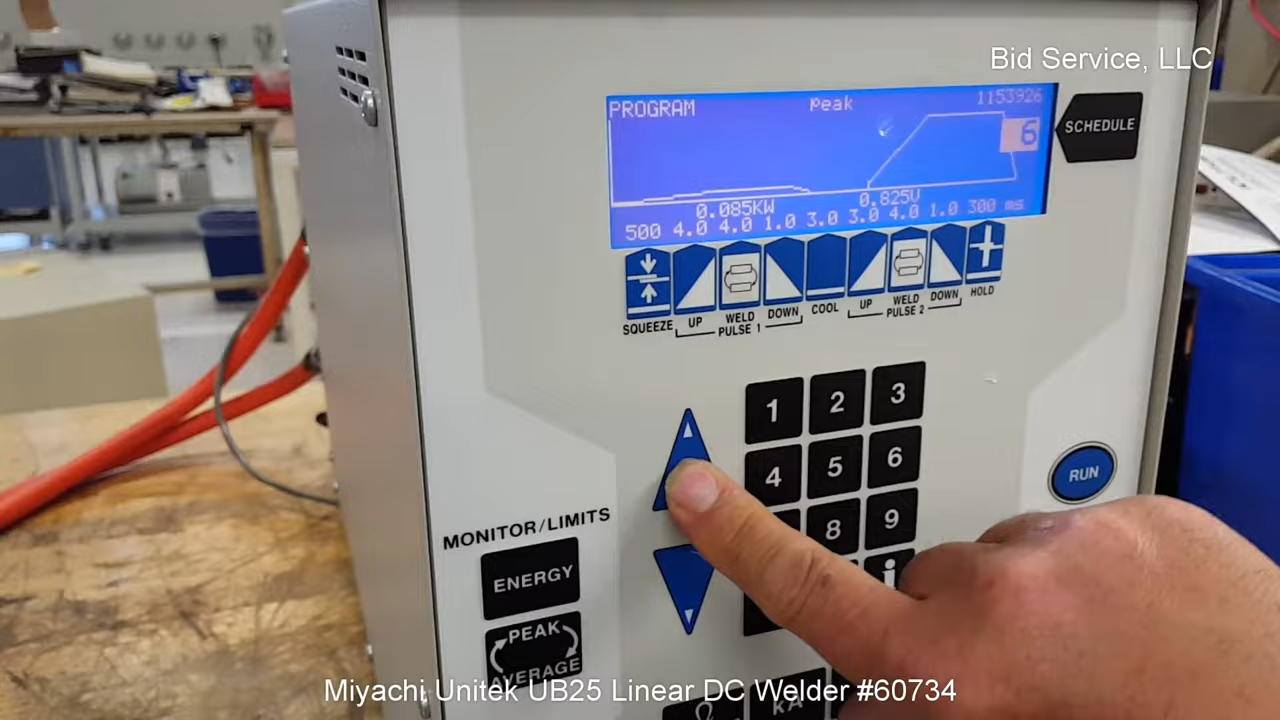 Bid Service, LLC
PROGRAM Peak 1153926
6
SCHEDULE
0.085KW 0.825V
500 4.0 4.0 1.0 3.0 3.0 4.0 1.0 300 ms
SQUEEZE UP WELD DOWN COOL UP WELD DOWN HOLD
PULSE 1 PULSE 2
1 2 3
4 5 6
RUN
8 9
MONITOR/LIMITS
ENERGY
i
PEAK
AVERAGE
kA
Miyachi Unitek UB25 Linear DC Welder #60734